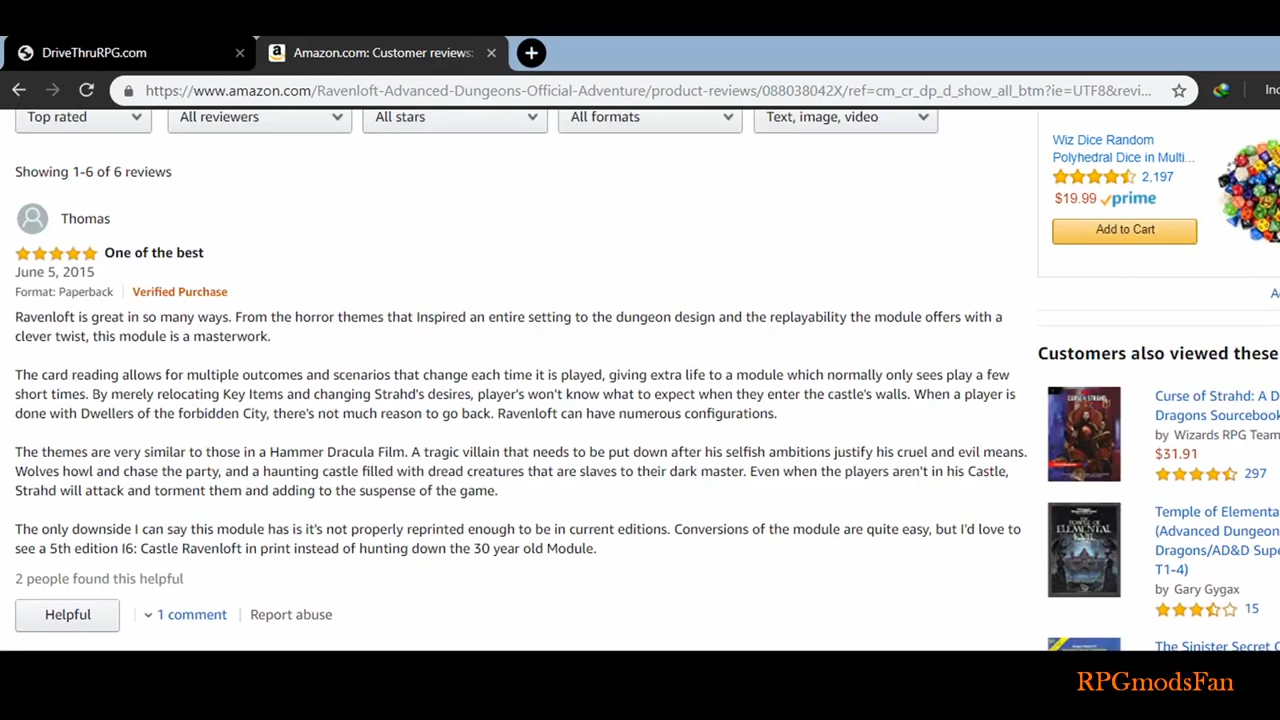 DriveThruRPG.com
Amazon.com: Customer reviews:
https://www.amazon.com/Ravenloft-Advanced-Dungeons-Official-Adventure/product-reviews/088038042X/ref=cm_cr_dp_d_show_all_btm?ie=UTF8&revi...
Top rated
All reviewers
All stars
All formats
Text, image, video
Showing 1-6 of 6 reviews
Thomas
One of the best
June 5, 2015
Format: Paperback
Verified Purchase
Ravenloft is great in so many ways. From the horror themes that Inspired an entire setting to the dungeon design and the replayability the module offers with a
clever twist, this module is a masterwork.
The card reading allows for multiple outcomes and scenarios that change each time it is played, giving extra life to a module which normally only sees play a few
short times. By merely relocating Key Items and changing Strahd's desires, player's won't know what to expect when they enter the castle's walls. When a player is
done with Dwellers of the forbidden City, there's not much reason to go back. Ravenloft can have numerous configurations.
The themes are very similar to those in a Hammer Dracula Film. A tragic villain that needs to be put down after his selfish ambitions justify his cruel and evil means.
Wolves howl and chase the party, and a haunting castle filled with dread creatures that are slaves to their dark master. Even when the players aren't in his Castle,
Strahd will attack and torment them and adding to the suspense of the game.
The only downside I can say this module has is it's not properly reprinted enough to be in current editions. Conversions of the module are quite easy, but I'd love to
see a 5th edition I6: Castle Ravenloft in print instead of hunting down the 30 year old Module.
2 people found this helpful
Helpful
1 comment
Report abuse
Wiz Dice Random
Polyhedral Dice in Multi...
2,197
$19.99 prime
Add to Cart
Customers also viewed these
Curse of Strahd: A D
Dragons Sourcebook
by Wizards RPG Team
$31.91
297
Temple of Elementa
(Advanced Dungeon
Dragons/AD&D Supe
T1-4)
by Gary Gygax
15
The Sinister Secret
RPGmodsFan